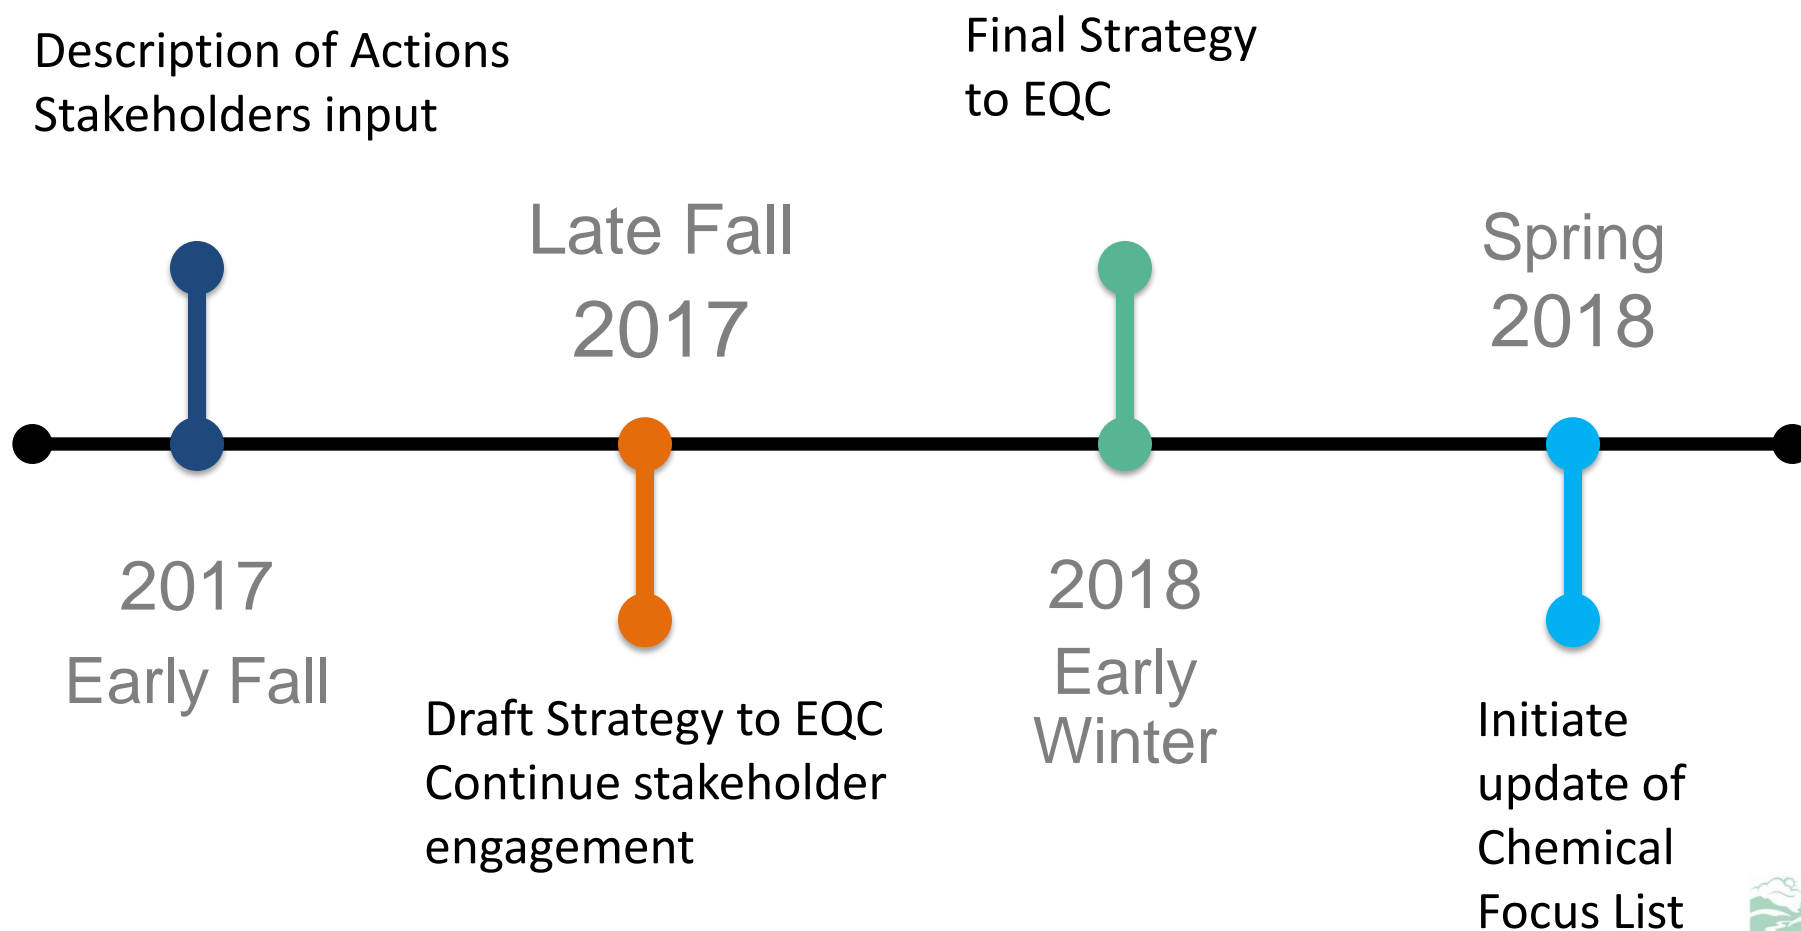 Description of Actions
Stakeholders input
2017
Early Fall
Late Fall
2017
Draft Strategy to EQC
Continue stakeholder
engagement
Final Strategy
to EQC
2018
Early
Winter
Spring
2018
Initiate
update of
Chemical
Focus List